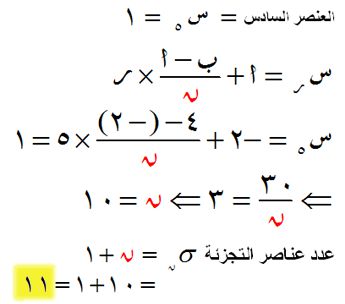 العنصر السادس = س٥ = ١
س‌ر = أ + (ب − أ)/ن × ر
س٥ = −٢ + (٤ − (−٢))/ن × ٥ = ١
⇐ ٣٠/ن = ٣ ⇐ ن = ١٠
عدد عناصر التجزئة σن = ن + ١
= ١٠ + ١ = ١١